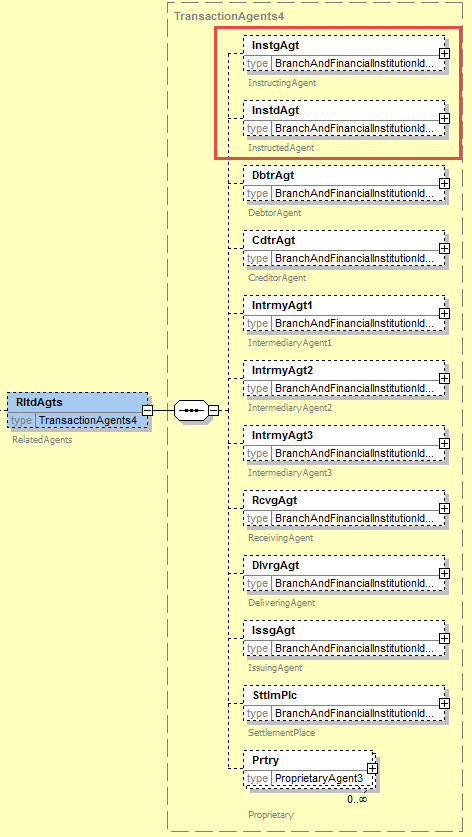 TransactionAgents4
InstgAgt
type BranchAndFinancialInstitutionId...
InstructingAgent
InstdAgt
type BranchAndFinancialInstitutionId...
InstructedAgent
DbtrAgt
type BranchAndFinancialInstitutionId...
DebtorAgent
CdtrAgt
type BranchAndFinancialInstitutionId...
CreditorAgent
IntrmyAgt1
type BranchAndFinancialInstitutionId...
IntermediaryAgent1
IntrmyAgt2
type BranchAndFinancialInstitutionId...
IntermediaryAgent2
RltdAgts
type TransactionAgents4
RelatedAgents
IntrmyAgt3
type BranchAndFinancialInstitutionId...
IntermediaryAgent3
RcvgAgt
type BranchAndFinancialInstitutionId...
ReceivingAgent
DlvrgAgt
type BranchAndFinancialInstitutionId...
DeliveringAgent
IssgAgt
type BranchAndFinancialInstitutionId...
IssuingAgent
SttlmPlc
type BranchAndFinancialInstitutionId...
SettlementPlace
Prtry
type ProprietaryAgent3
0..∞
Proprietary